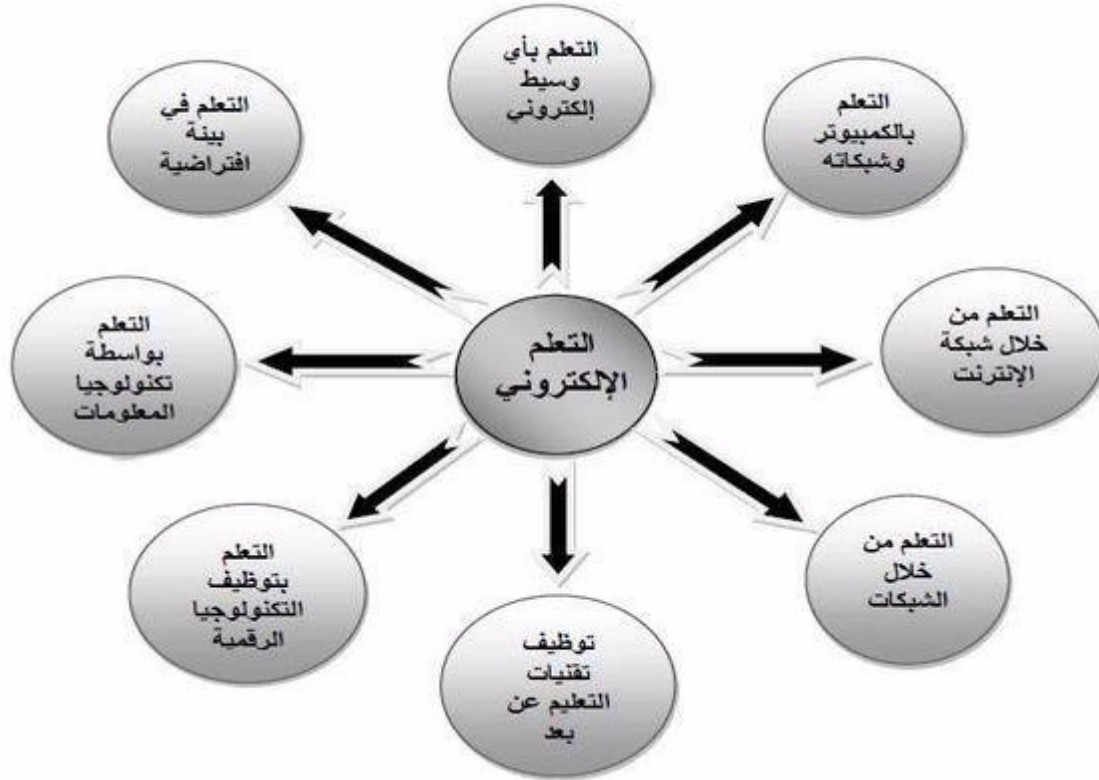 التعلم بأي
وسيط
إلكتروني
التعلم
بالكمبيوتر
وشبكاته
التعلم في
بيئة
افتراضية
التعلم من
خلال شبكة
الإنترنت
التعلم
الإلكتروني
التعلم
بواسطة
تكنولوجيا
المعلومات
التعلم من
خلال
الشبكات
التعلم
بتوظيف
التكنولوجيا
الرقمية
توظيف
تقنيات
التعليم عن
بعد